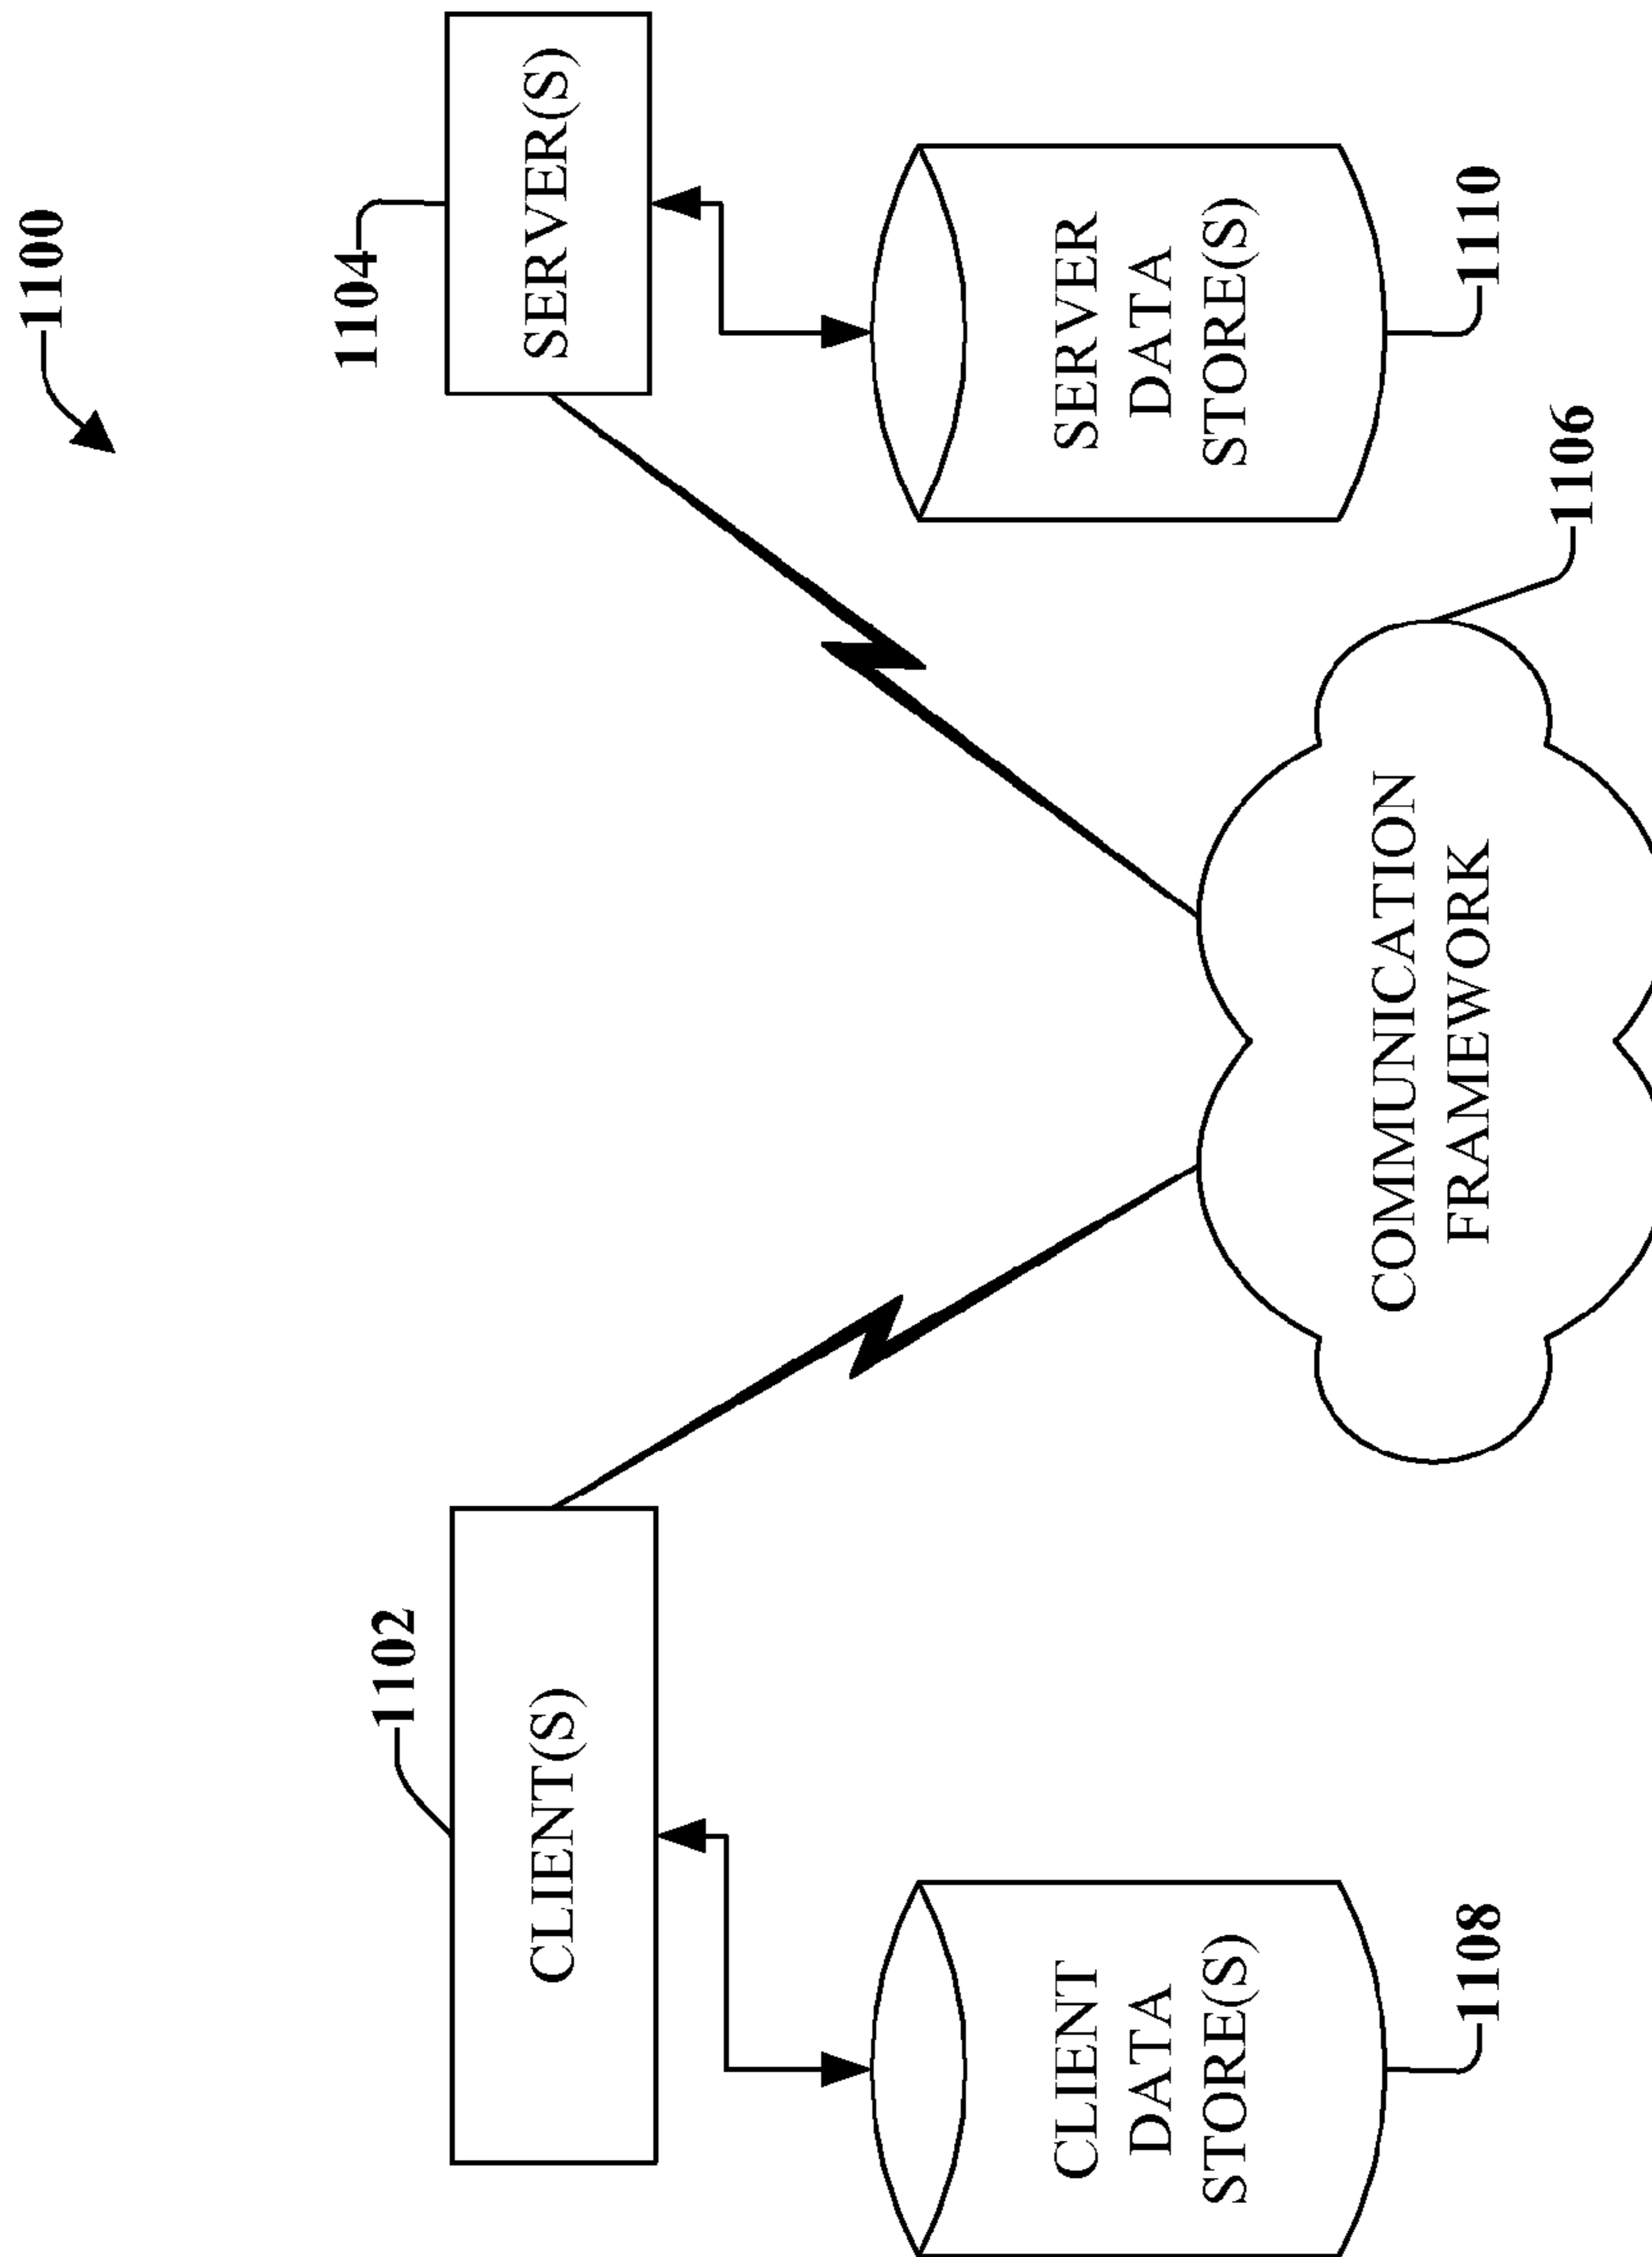 1100
1102
1104
CLIENT(S)
SERVER(S)
CLIENT
DATA
STORE(S)
SERVER
DATA
STORE(S)
1108
1110
COMMUNICATION
FRAMEWORK
1106